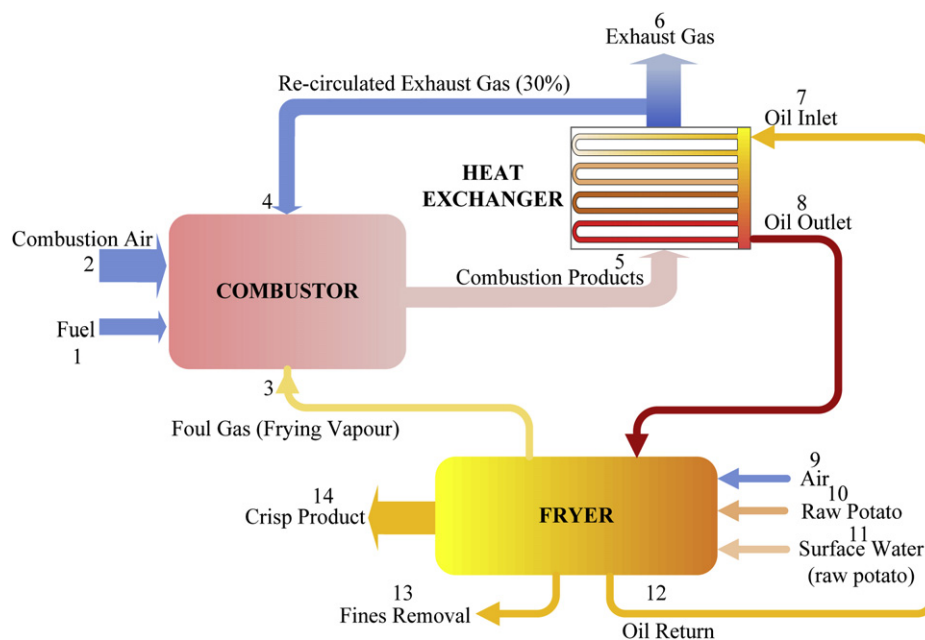 6
Exhaust Gas
Re-circulated Exhaust Gas (30%)
7
Oil Inlet
HEAT
EXCHANGER
4
8
Oil Outlet
Combustion Air
2
5
Combustion Products
COMBUSTOR
Fuel
1
3
Foul Gas (Frying Vapour)
9
Air
14
Crisp Product
10
Raw Potato
FRYER
11
Surface Water
(raw potato)
13
Fines Removal
12
Oil Return